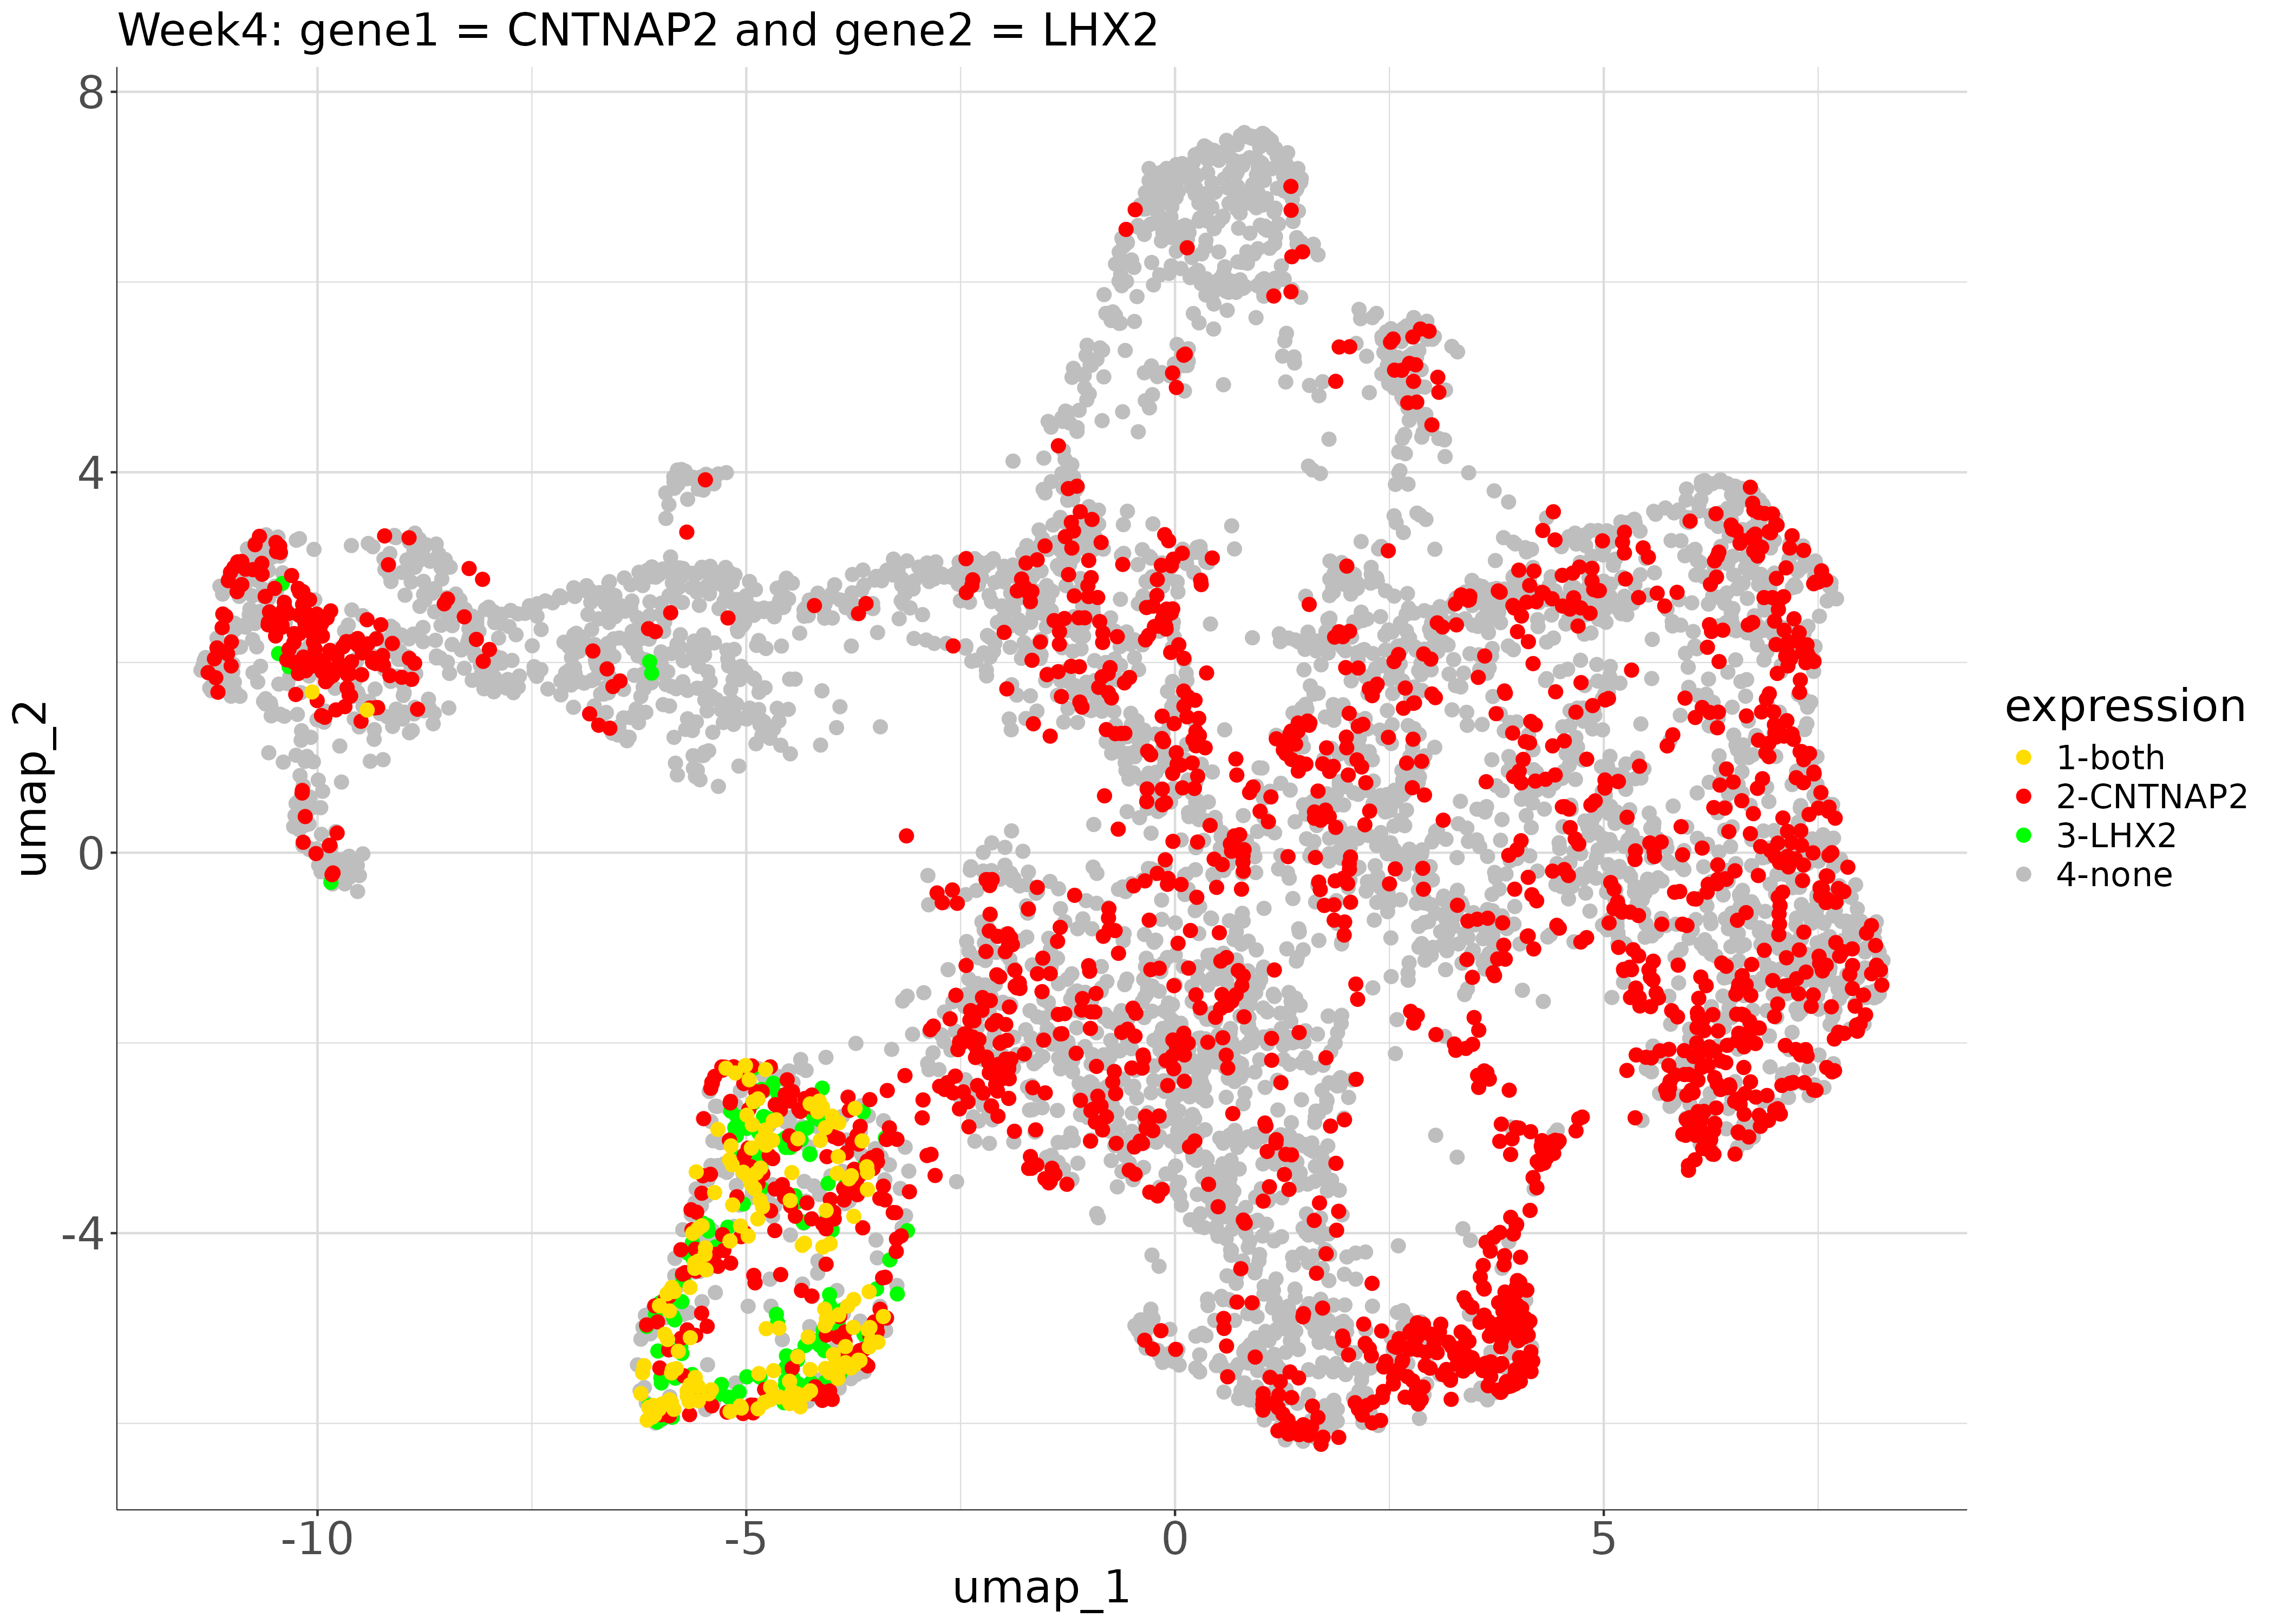 Week4: gene1 = CNTNAP2 and gene2 = LHX2
8
4
0
-4
umap_2
-10
-5
0
5
umap_1
expression
1-both
2-CNTNAP2
3-LHX2
4-none